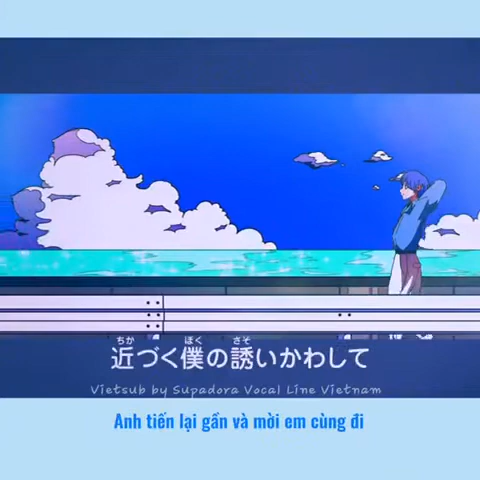 ちか ぼく さそ
近づく僕の誘いかわして
Vietsub by Supadora Vocal Line Vietnam
Anh tiến lại gần và mời em cùng đi